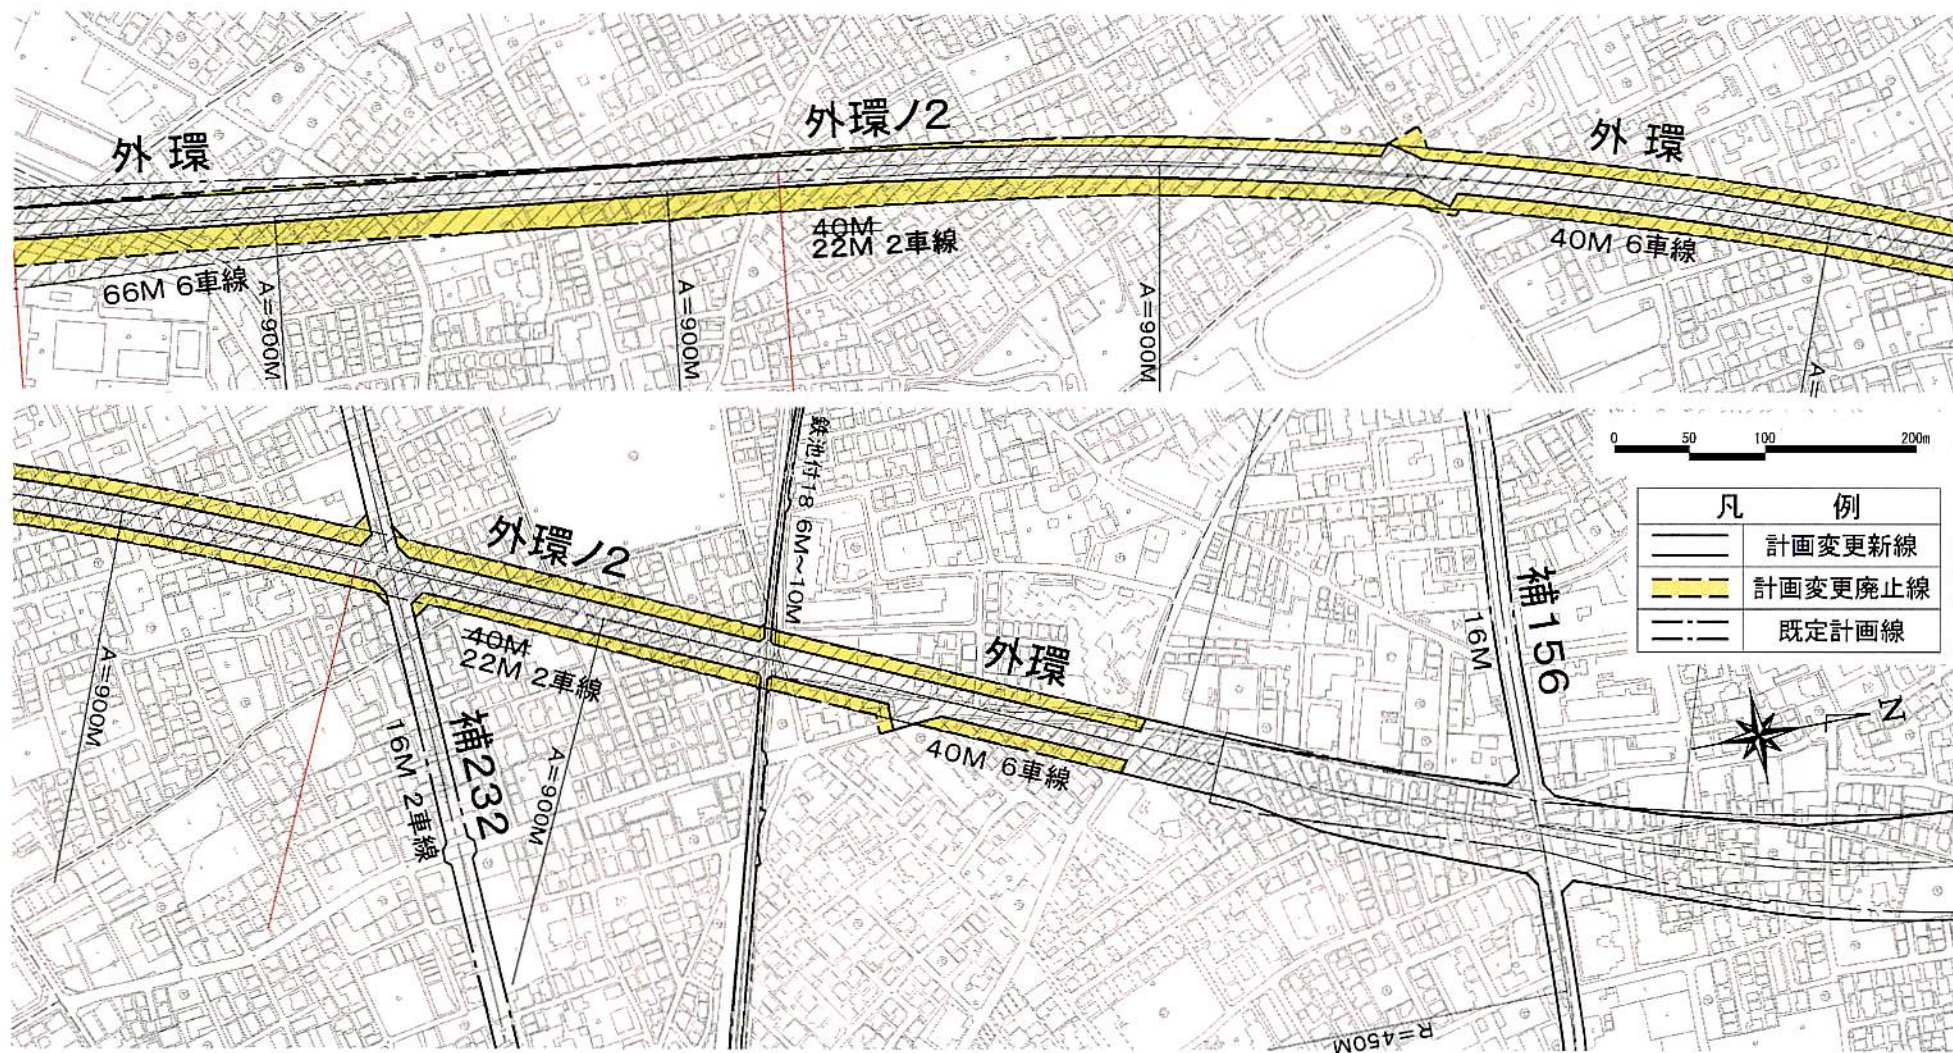 外環
外環ノ2
外環
66M 6車線
A=900M
A=900M
40M
22M 2車線
A=900M
40M 6車線
A=
外環ノ2
40M
22M 2車線
A=900M
16M 2車線
補232
A=900M
鉄池付18 6M～10M
外環
40M 6車線
16M
補156
R=450M
0 50 100 200m
凡 例
計画変更新線
計画変更廃止線
既定計画線
N